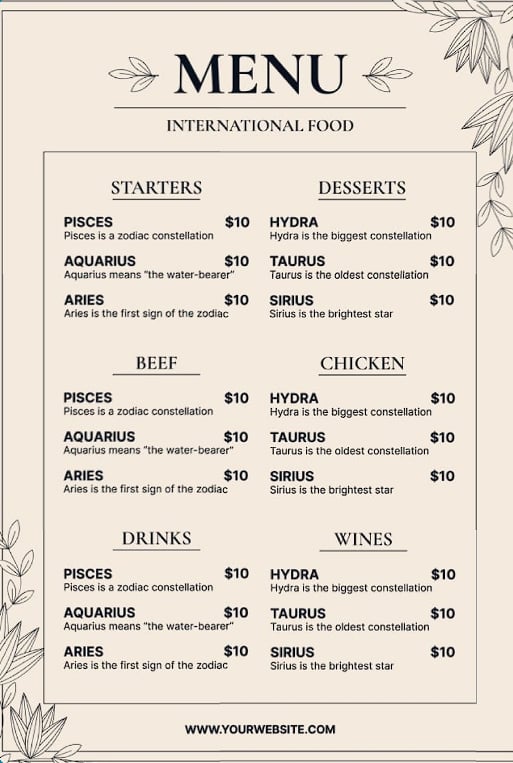 MENU
INTERNATIONAL FOOD
STARTERS
PISCES $10
Pisces is a zodiac constellation
AQUARIUS $10
Aquarius means "the water-bearer"
ARIES $10
Aries is the first sign of the zodiac
DESSERTS
HYDRA $10
Hydra is the biggest constellation
TAURUS $10
Taurus is the oldest constellation
SIRIUS $10
Sirius is the brightest star
BEEF
PISCES $10
Pisces is a zodiac constellation
AQUARIUS $10
Aquarius means "the water-bearer"
ARIES $10
Aries is the first sign of the zodiac
CHICKEN
HYDRA $10
Hydra is the biggest constellation
TAURUS $10
Taurus is the oldest constellation
SIRIUS $10
Sirius is the brightest star
DRINKS
PISCES $10
Pisces is a zodiac constellation
AQUARIUS $10
Aquarius means "the water-bearer"
ARIES $10
Aries is the first sign of the zodiac
WINES
HYDRA $10
Hydra is the biggest constellation
TAURUS $10
Taurus is the oldest constellation
SIRIUS $10
Sirius is the brightest star
WWW.YOURWEBSITE.COM